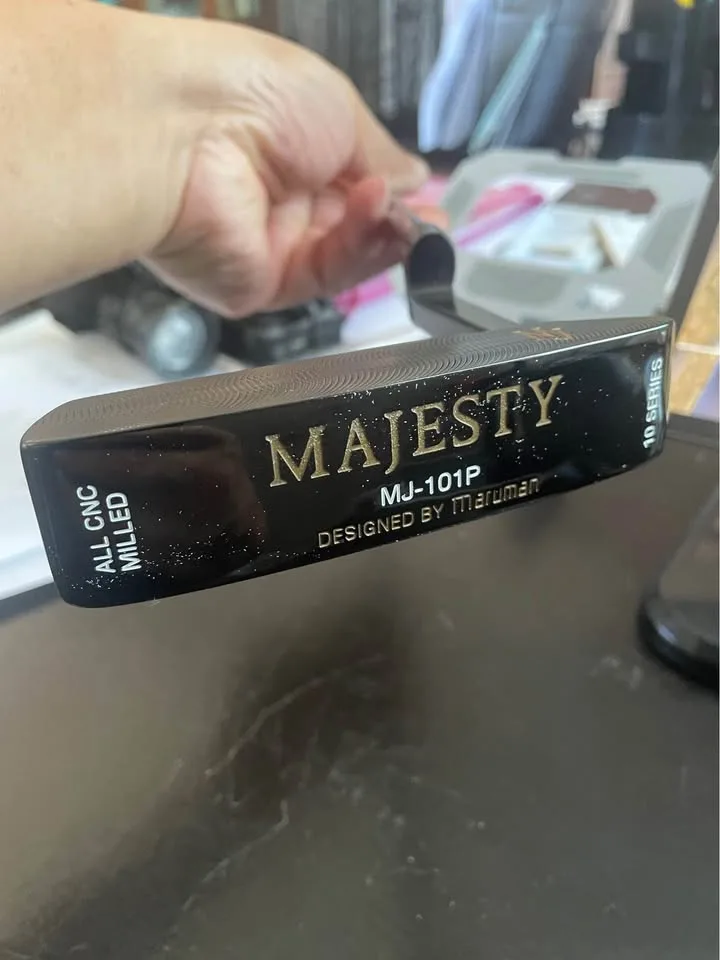 MAJESTY
MJ-101P
DESIGNED BY maruman
ALL CNC
MILLED
10 SERIES